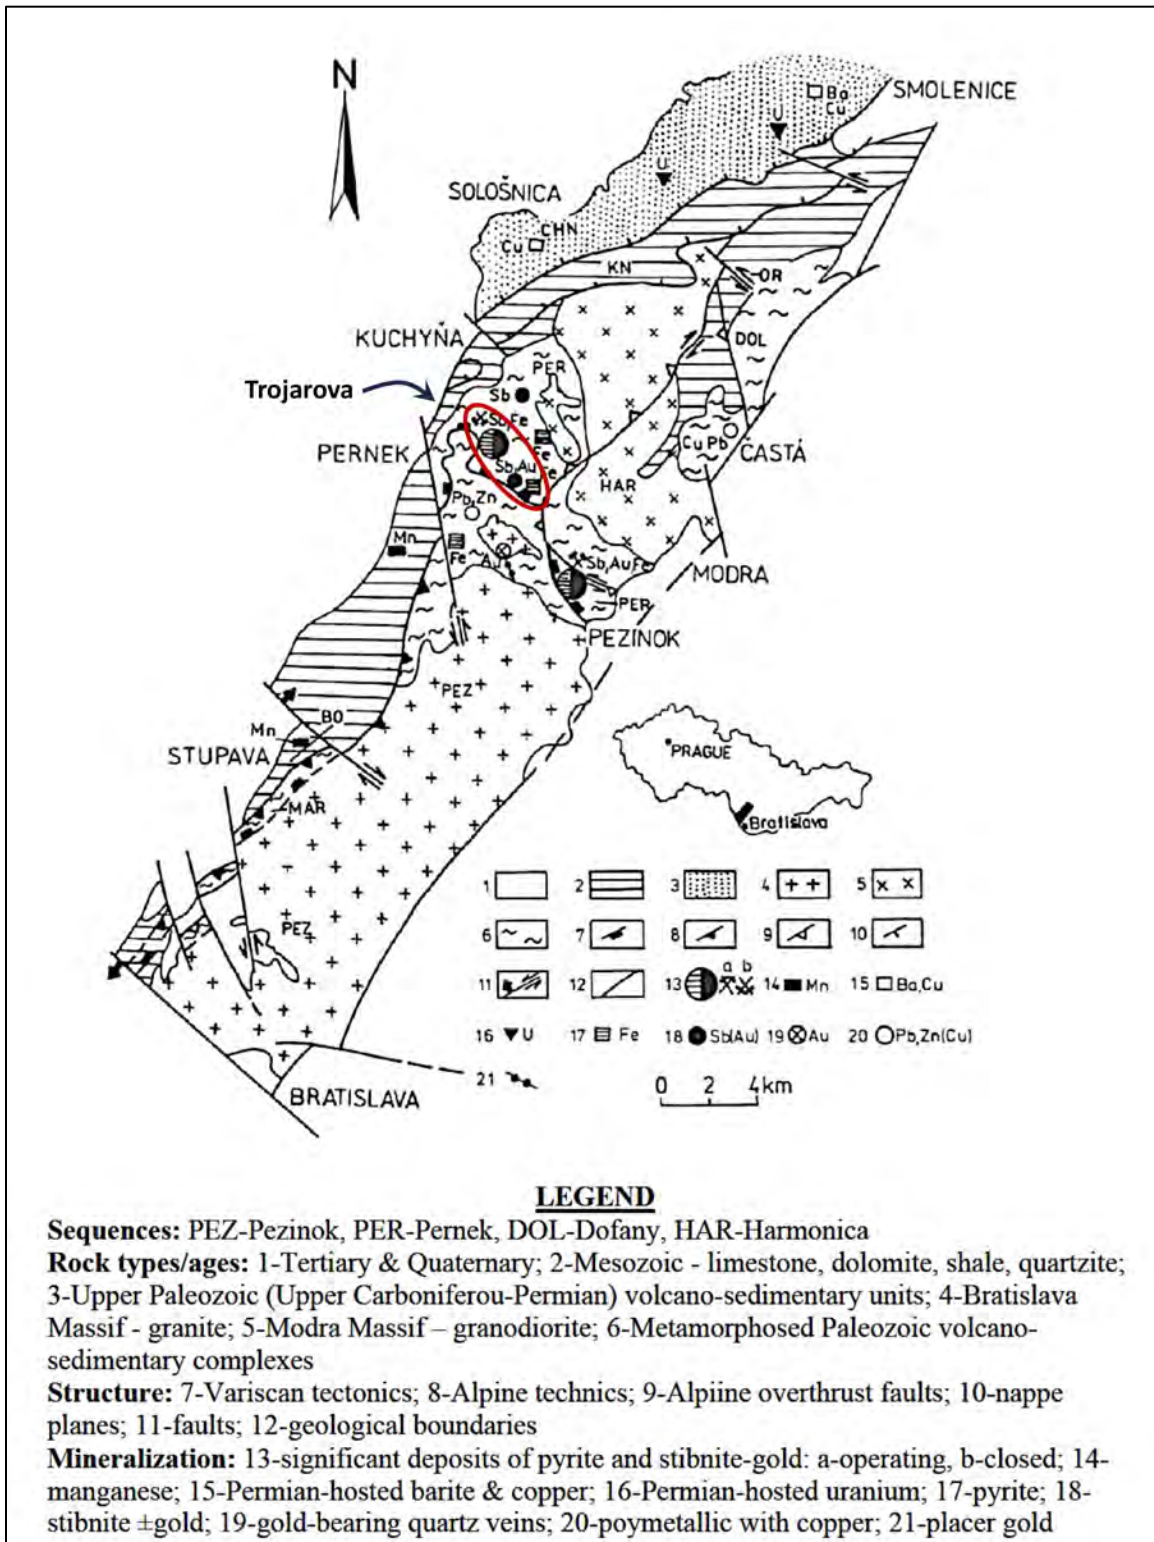 N
SMOLENICE
Ba
Cu
U
U
SOLOŠNICA
CHN
Cu
KN
OR
KUCHYŇA
DOL
PER
Trojarova
Sb
Sb,Fe
PERNEK
Fe
Cu Pb
ČASTÁ
Sb,Au
Fe
HAR
Pb,Zn
Mn
Fe
Au
Sb,Au,Fe
MODRA
PER
PEZINOK
PEZ
BO
Mn
PRAGUE
STUPAVA
MAR
Bratislava
1 2 3 4 + + 5 x x
PEZ
6 ~ ~ 7 8 9 10
a b
11 12 13 14 Mn 15 Ba,Cu
16 U 17 Fe 18 Sb(Au) 19 Au 20 Pb,Zn(Cu)
21
0 2 4km
BRATISLAVA
LEGEND
Sequences: PEZ-Pezinok, PER-Pernek, DOL-Dofany, HAR-Harmonica
Rock types/ages: 1-Tertiary & Quaternary; 2-Mesozoic - limestone, dolomite, shale, quartzite;
3-Upper Paleozoic (Upper Carboniferou-Permian) volcano-sedimentary units; 4-Bratislava
Massif - granite; 5-Modra Massif – granodiorite; 6-Metamorphosed Paleozoic volcano-
sedimentary complexes
Structure: 7-Variscan tectonics; 8-Alpine technics; 9-Alpiine overthrust faults; 10-nappe
planes; 11-faults; 12-geological boundaries
Mineralization: 13-significant deposits of pyrite and stibnite-gold: a-operating, b-closed; 14-
manganese; 15-Permian-hosted barite & copper; 16-Permian-hosted uranium; 17-pyrite; 18-
stibnite ±gold; 19-gold-bearing quartz veins; 20-poymetallic with copper; 21-placer gold